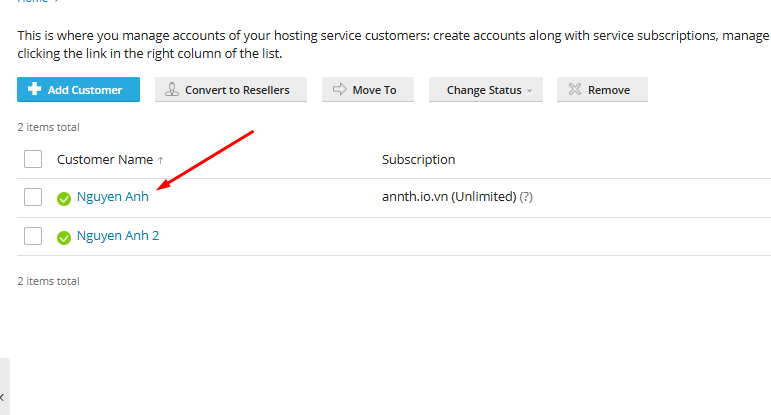 Home
This is where you manage accounts of your hosting service customers: create accounts along with service subscriptions, manage
clicking the link in the right column of the list.
Add Customer Convert to Resellers Move To Change Status Remove
2 items total
Customer Name ↑ Subscription
Nguyen Anh annth.io.vn (Unlimited) (?)
Nguyen Anh 2
2 items total